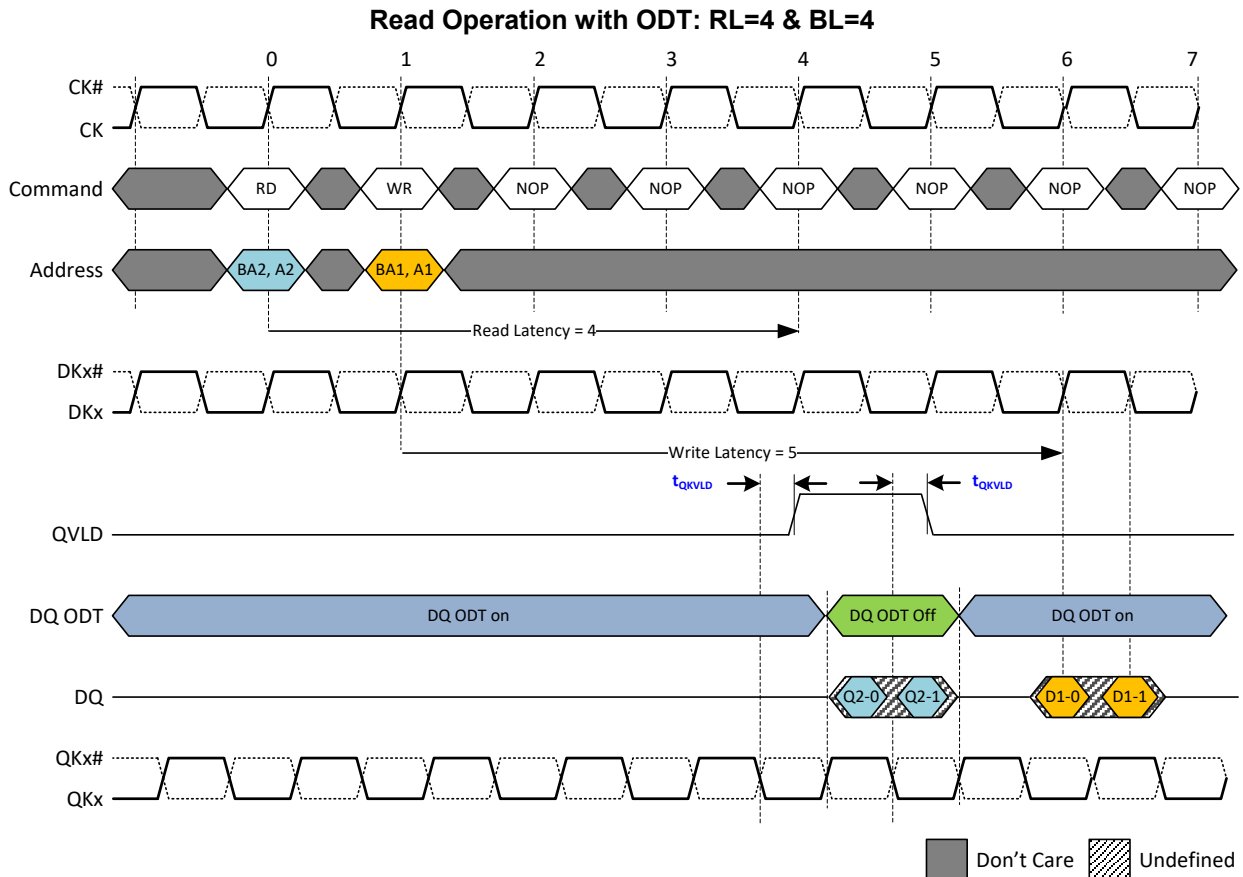 Read Operation with ODT: RL=4 & BL=4
0 1 2 3 4 5 6 7
CK#
CK
Command RD WR NOP NOP NOP NOP NOP NOP
Address BA2, A2 BA1, A1
Read Latency = 4
DKx#
DKx
Write Latency = 5
tQKVLD tQKVLD
QVLD
DQ ODT DQ ODT on DQ ODT Off DQ ODT on
DQ Q2-0 Q2-1 D1-0 D1-1
QKx#
QKx
Don't Care Undefined